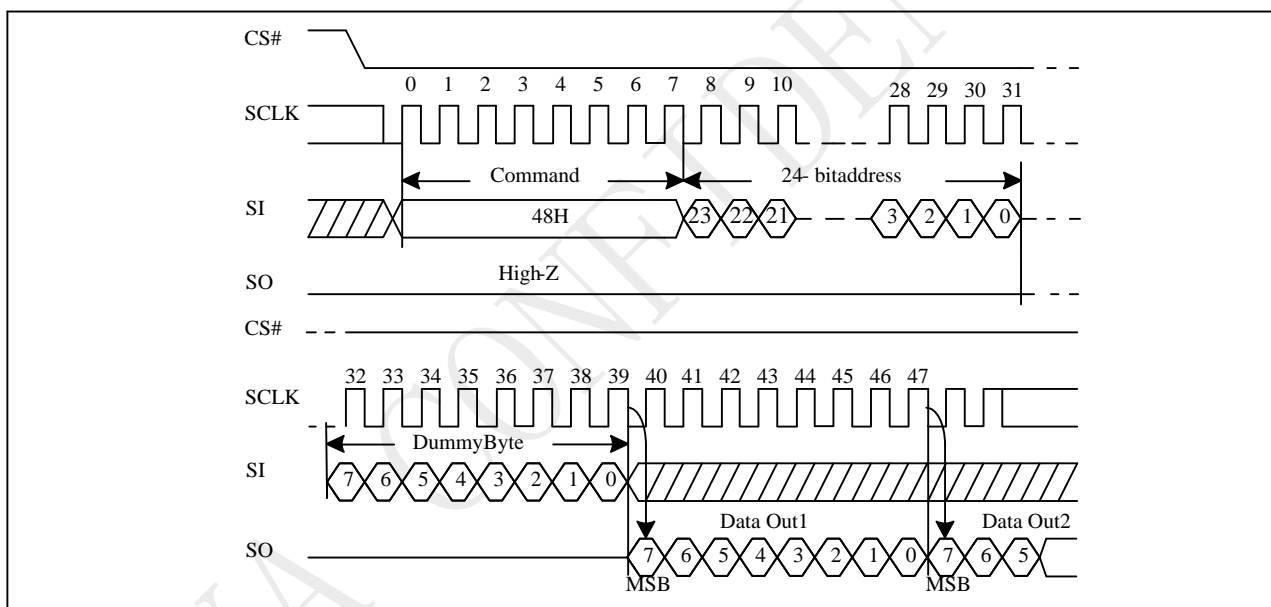 CS#
0 1 2 3 4 5 6 7 8 9 10 28 29 30 31
SCLK
Command 24- bitaddress
SI 48H 23 22 21 3 2 1 0
High-Z
SO
CS#
32 33 34 35 36 37 38 39 40 41 42 43 44 45 46 47
SCLK
DummyByte
SI 7 6 5 4 3 2 1 0
Data Out1 Data Out2
SO 7 6 5 4 3 2 1 0 7 6 5
MSB MSB